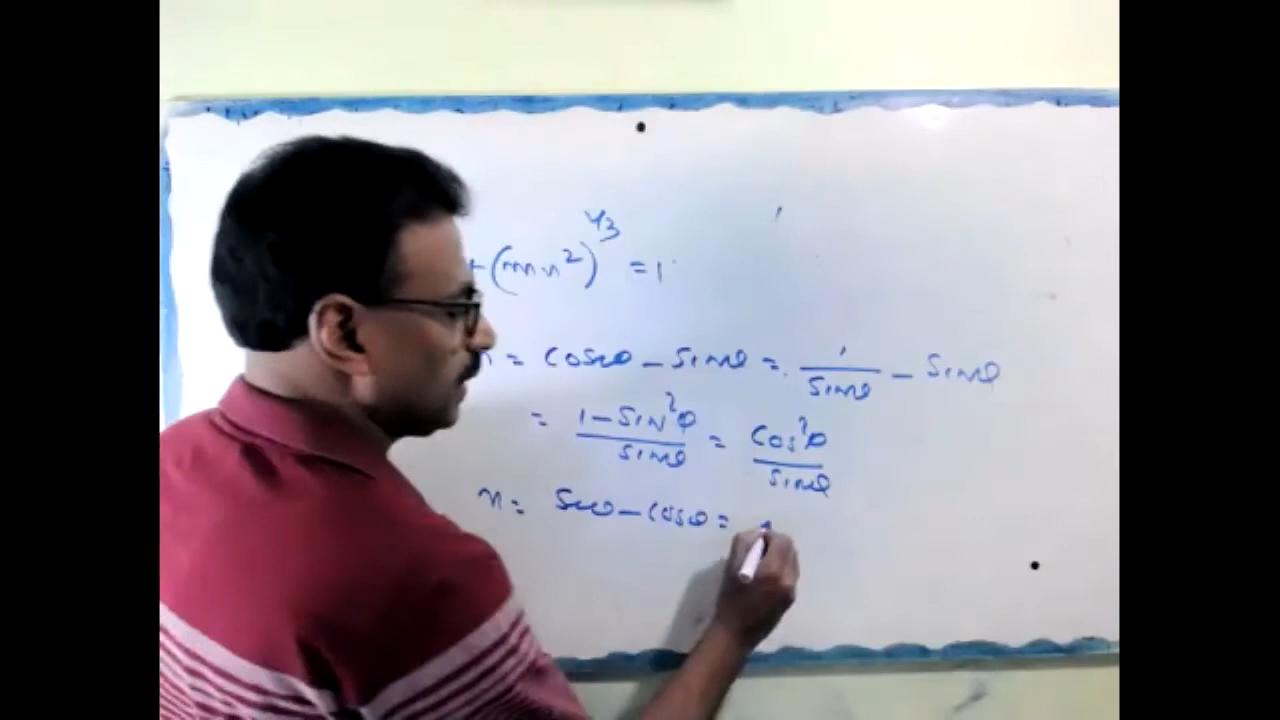 +(mn²)^{1/3} = 1
= cosecθ - sinθ = 1/sinθ - sinθ
= (1 - sin²θ)/sinθ = cos²θ/sinθ
n = secθ - cosθ =